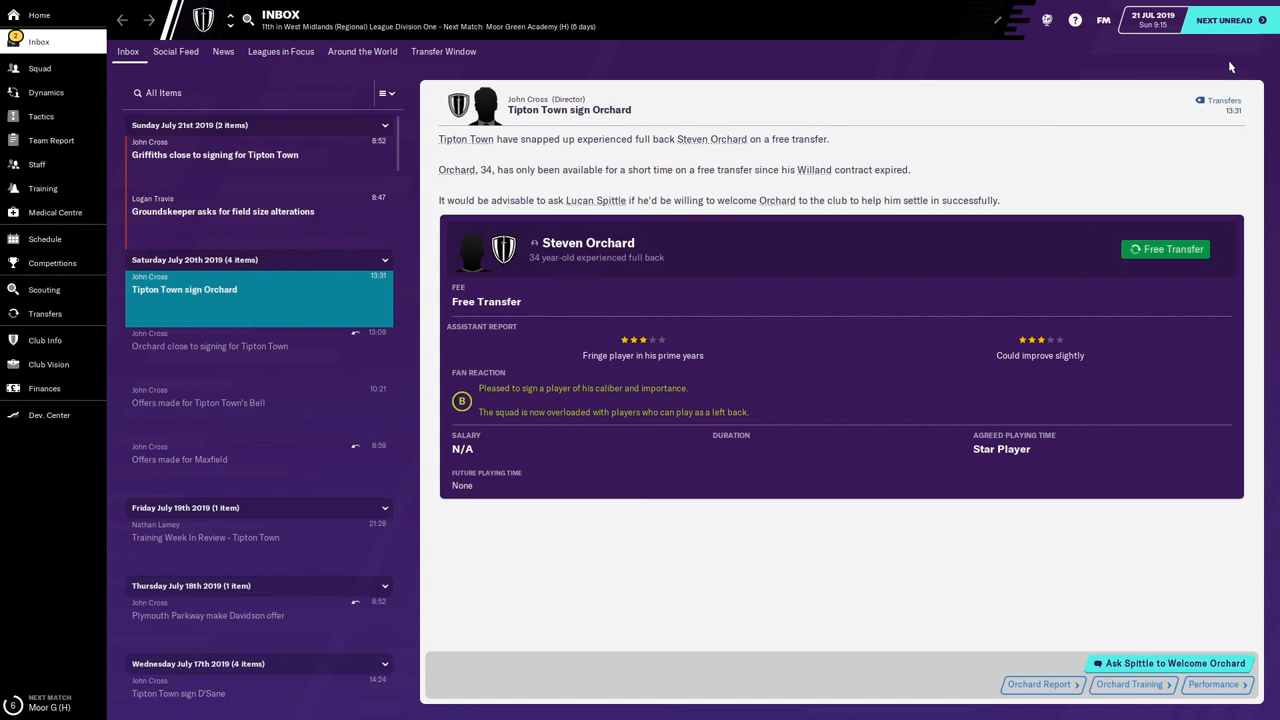 Home
INBOX
11th in West Midlands (Regional) League Division One - Next Match: Moor Green Academy (H) (6 days)
FM
21 JUL 2019
Sun 9:15
NEXT UNREAD
2
Inbox
Squad
Dynamics
Tactics
Team Report
Staff
Training
Medical Centre
Schedule
Competitions
Scouting
Transfers
Club Info
Club Vision
Finances
Dev. Center
6
NEXT MATCH
Moor G (H)
Inbox
Social Feed
News
Leagues in Focus
Around the World
Transfer Window
All Items
Sunday July 21st 2019 (2 items)
John Cross
8:52
Griffiths close to signing for Tipton Town
Logan Travis
8:47
Groundskeeper asks for field size alterations
Saturday July 20th 2019 (4 items)
John Cross
13:31
Tipton Town sign Orchard
John Cross
13:09
Orchard close to signing for Tipton Town
John Cross
10:21
Offers made for Tipton Town's Bell
John Cross
8:59
Offers made for Maxfield
Friday July 19th 2019 (1 item)
Nathan Lamey
21:28
Training Week In Review - Tipton Town
Thursday July 18th 2019 (1 item)
John Cross
8:52
Plymouth Parkway make Davidson offer
Wednesday July 17th 2019 (4 items)
John Cross
14:24
Tipton Town sign D'Sane
John Cross (Director)
Tipton Town sign Orchard
Transfers
13:31
Tipton Town have snapped up experienced full back Steven Orchard on a free transfer.
Orchard, 34, has only been available for a short time on a free transfer since his Willand contract expired.
It would be advisable to ask Lucan Spittle if he'd be willing to welcome Orchard to the club to help him settle in successfully.
Steven Orchard
34 year-old experienced full back
Free Transfer
FEE
Free Transfer
ASSISTANT REPORT
Fringe player in his prime years
Could improve slightly
FAN REACTION
B
Pleased to sign a player of his caliber and importance.
The squad is now overloaded with players who can play as a left back.
SALARY
N/A
DURATION
AGREED PLAYING TIME
Star Player
FUTURE PLAYING TIME
None
Ask Spittle to Welcome Orchard
Orchard Report
Orchard Training
Performance